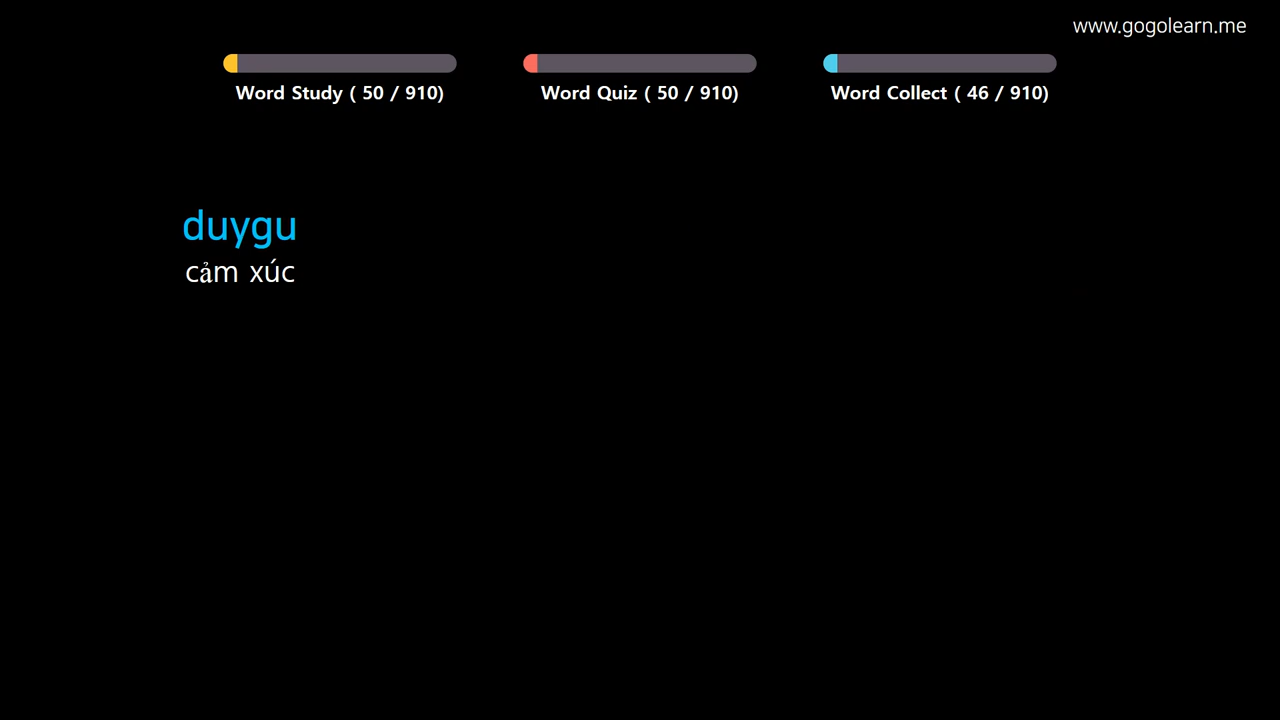 www.gogolearn.me
Word Study ( 50 / 910)
Word Quiz ( 50 / 910)
Word Collect ( 46 / 910)
duygu
cảm xúc